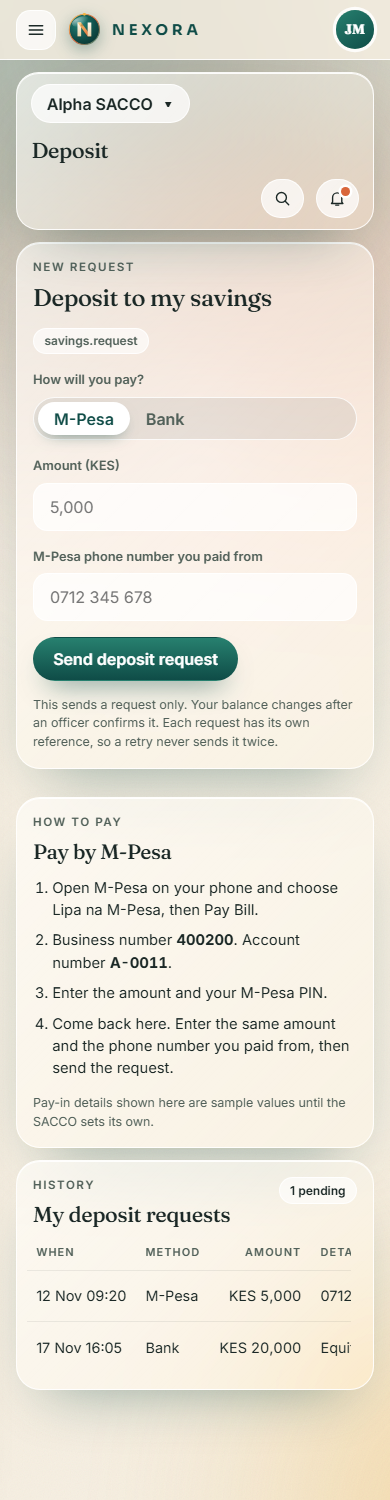 NEXORA
JM
Alpha SACCO
Deposit
NEW REQUEST
Deposit to my savings
savings.request
How will you pay?
M-Pesa Bank
Amount (KES)
5,000
M-Pesa phone number you paid from
0712 345 678
Send deposit request
This sends a request only. Your balance changes after
an officer confirms it. Each request has its own
reference, so a retry never sends it twice.
HOW TO PAY
Pay by M-Pesa
1. Open M-Pesa on your phone and choose
Lipa na M-Pesa, then Pay Bill.
2. Business number 400200. Account
number A-0011.
3. Enter the amount and your M-Pesa PIN.
4. Come back here. Enter the same amount
and the phone number you paid from, then
send the request.
Pay-in details shown here are sample values until the
SACCO sets its own.
HISTORY
1 pending
My deposit requests
WHEN METHOD AMOUNT DETA
12 Nov 09:20 M-Pesa KES 5,000 0712
17 Nov 16:05 Bank KES 20,000 Equi